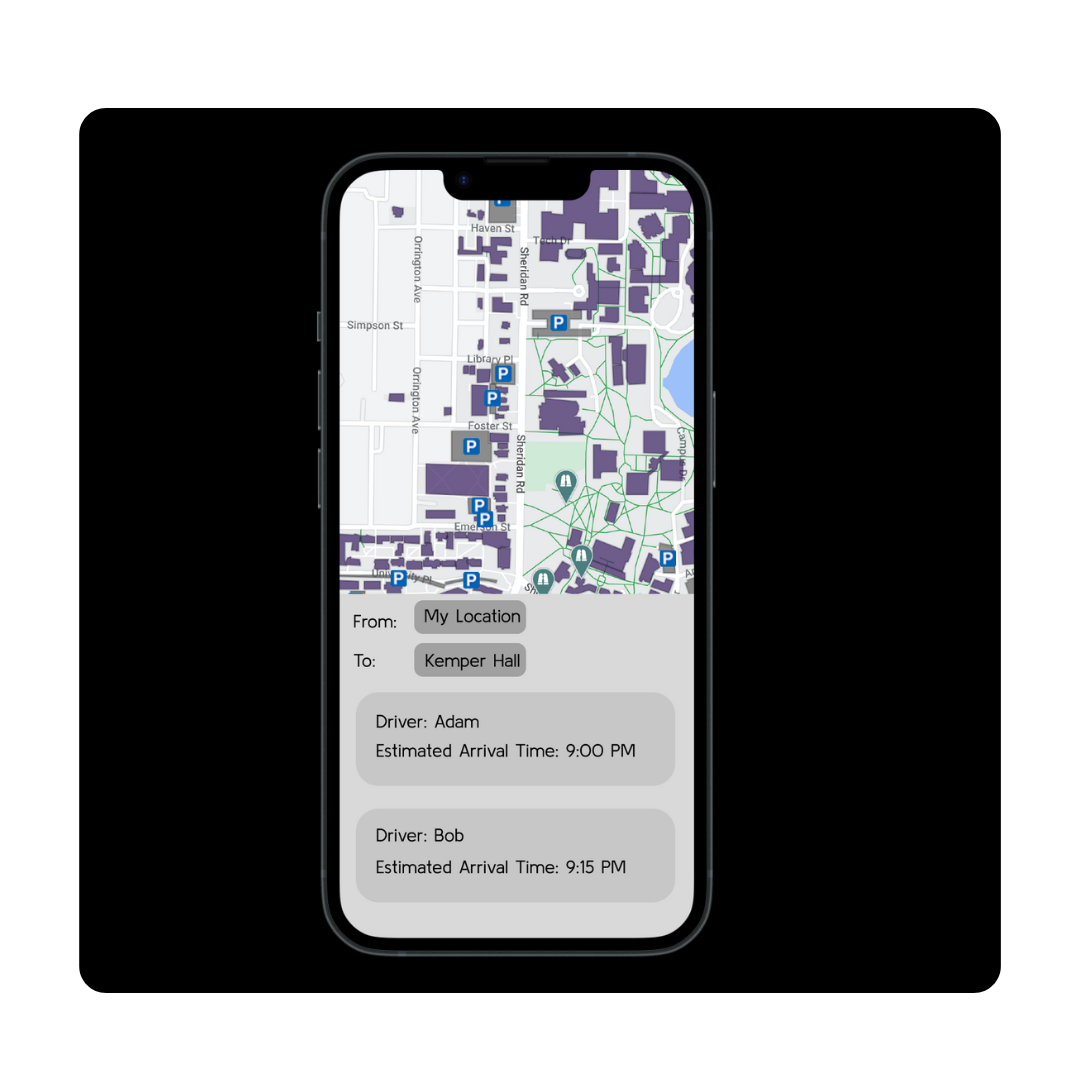 P
Haven St
Tech Dr
Orrington Ave
Sheridan Rd
Simpson St
P
Library Pl
P
P
Orrington Ave
Foster St
P
Sheridan Rd
Campus Dr
P
P
Emerson St
P
University Pl
P
P
From: My Location
To: Kemper Hall
Driver: Adam
Estimated Arrival Time: 9:00 PM
Driver: Bob
Estimated Arrival Time: 9:15 PM